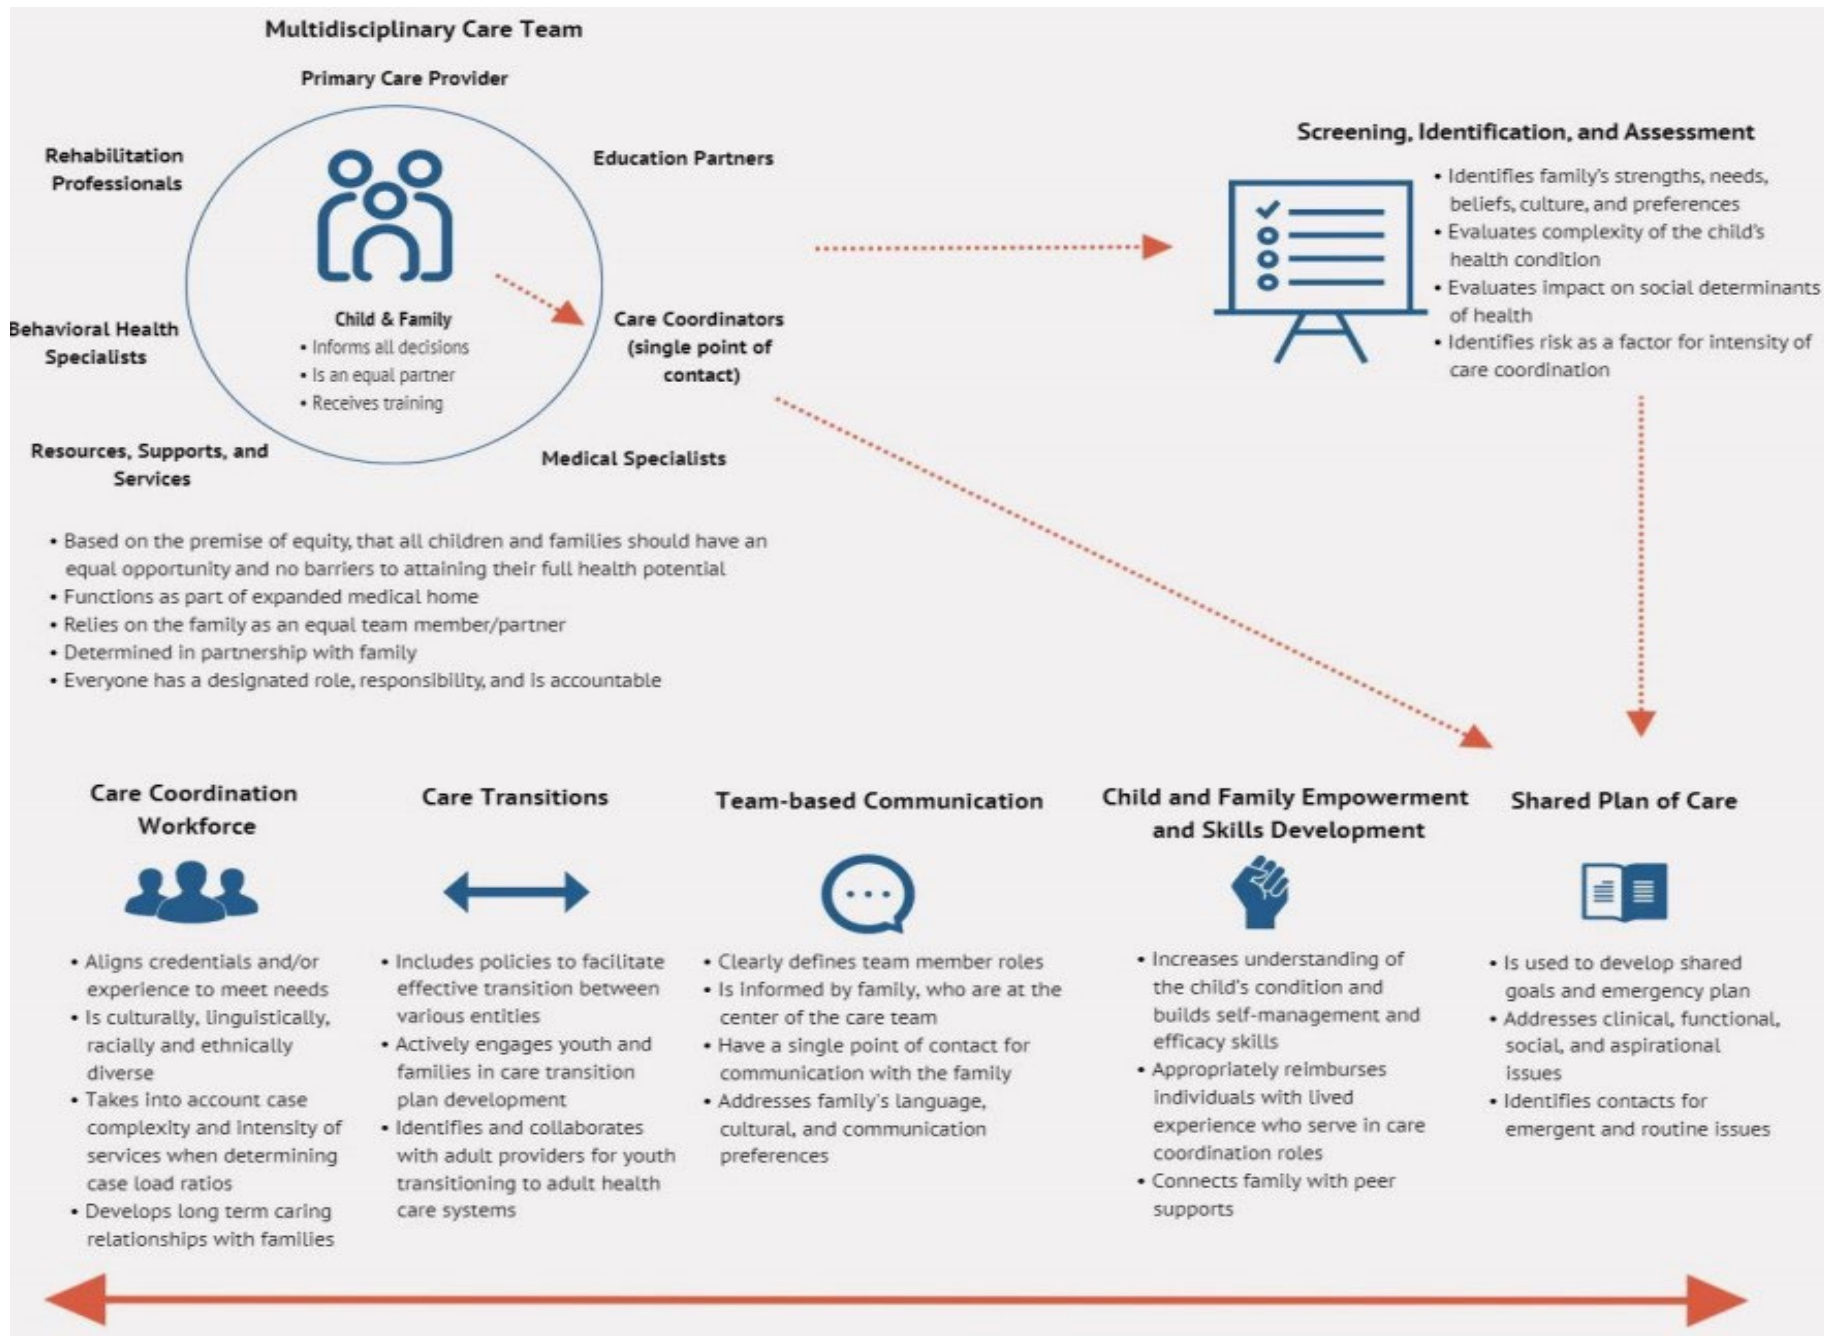 Multidisciplinary Care Team
Primary Care Provider
Rehabilitation
Professionals
Education Partners
Behavioral Health
Specialists
Child & Family
• Informs all decisions
• Is an equal partner
• Receives training
Care Coordinators
(single point of
contact)
Resources, Supports, and
Services
Medical Specialists
• Based on the premise of equity, that all children and families should have an
equal opportunity and no barriers to attaining their full health potential
• Functions as part of expanded medical home
• Relies on the family as an equal team member/partner
• Determined in partnership with family
• Everyone has a designated role, responsibility, and is accountable
Screening, Identification, and Assessment
• Identifies family's strengths, needs,
beliefs, culture, and preferences
• Evaluates complexity of the child's
health condition
• Evaluates impact on social determinants
of health
• Identifies risk as a factor for intensity of
care coordination
Care Coordination
Workforce
• Aligns credentials and/or
experience to meet needs
• Is culturally, linguistically,
racially and ethnically
diverse
• Takes into account case
complexity and intensity of
services when determining
case load ratios
• Develops long term caring
relationships with families
Care Transitions
• Includes policies to facilitate
effective transition between
various entities
• Actively engages youth and
families in care transition
plan development
• Identifies and collaborates
with adult providers for youth
transitioning to adult health
care systems
Team-based Communication
• Clearly defines team member roles
• Is informed by family, who are at the
center of the care team
• Have a single point of contact for
communication with the family
• Addresses family's language,
cultural, and communication
preferences
Child and Family Empowerment
and Skills Development
• Increases understanding of
the child's condition and
builds self-management and
efficacy skills
• Appropriately reimburses
individuals with lived
experience who serve in care
coordination roles
• Connects family with peer
supports
Shared Plan of Care
• Is used to develop shared
goals and emergency plan
• Addresses clinical, functional,
social, and aspirational
issues
• Identifies contacts for
emergent and routine issues